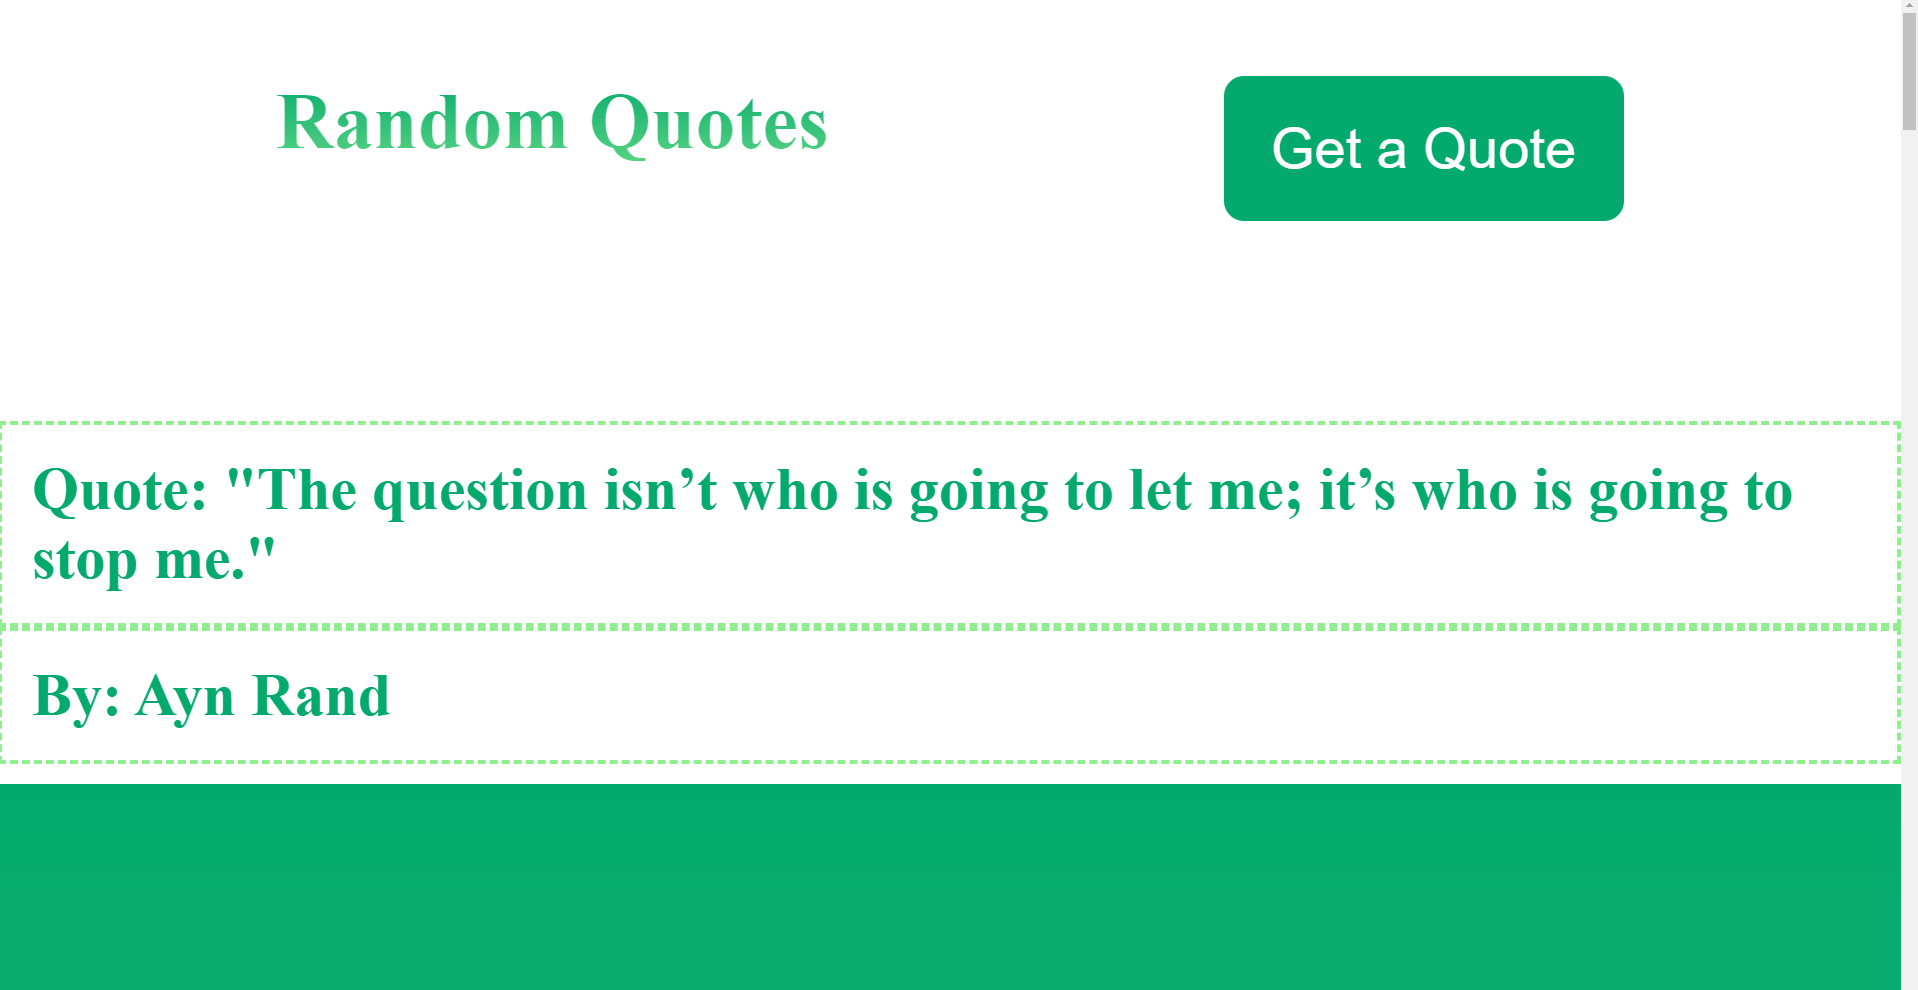 Random Quotes
Get a Quote
Quote: "The question isn’t who is going to let me; it’s who is going to
stop me."
By: Ayn Rand